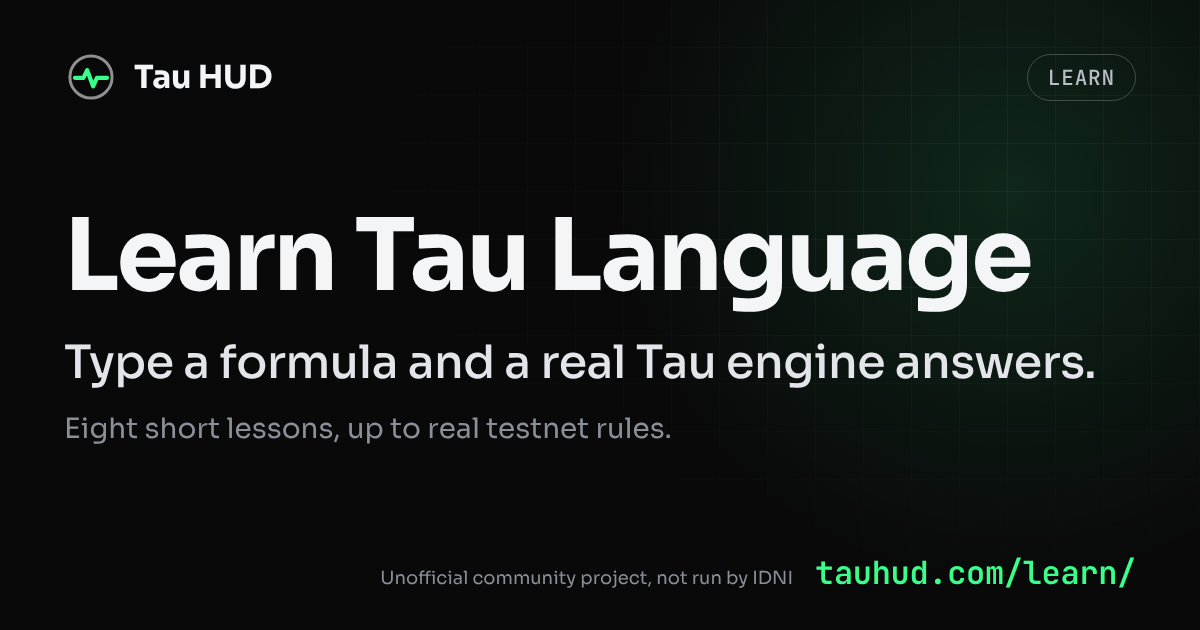 Tau HUD
LEARN
Learn Tau Language
Type a formula and a real Tau engine answers.
Eight short lessons, up to real testnet rules.
Unofficial community project, not run by IDNI
tauhud.com/learn/